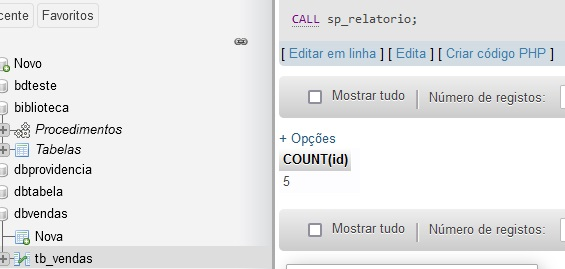 cente
Favoritos
Novo
bdteste
biblioteca
Procedimentos
Tabelas
dbprovidencia
dbtabela
dbvendas
Nova
tb_vendas
CALL sp_relatorio;
[ Editar em linha ] [ Edita ] [ Criar código PHP ]
Mostrar tudo
Número de registos:
+ Opções
COUNT(id)
5
Mostrar tudo
Número de registos: